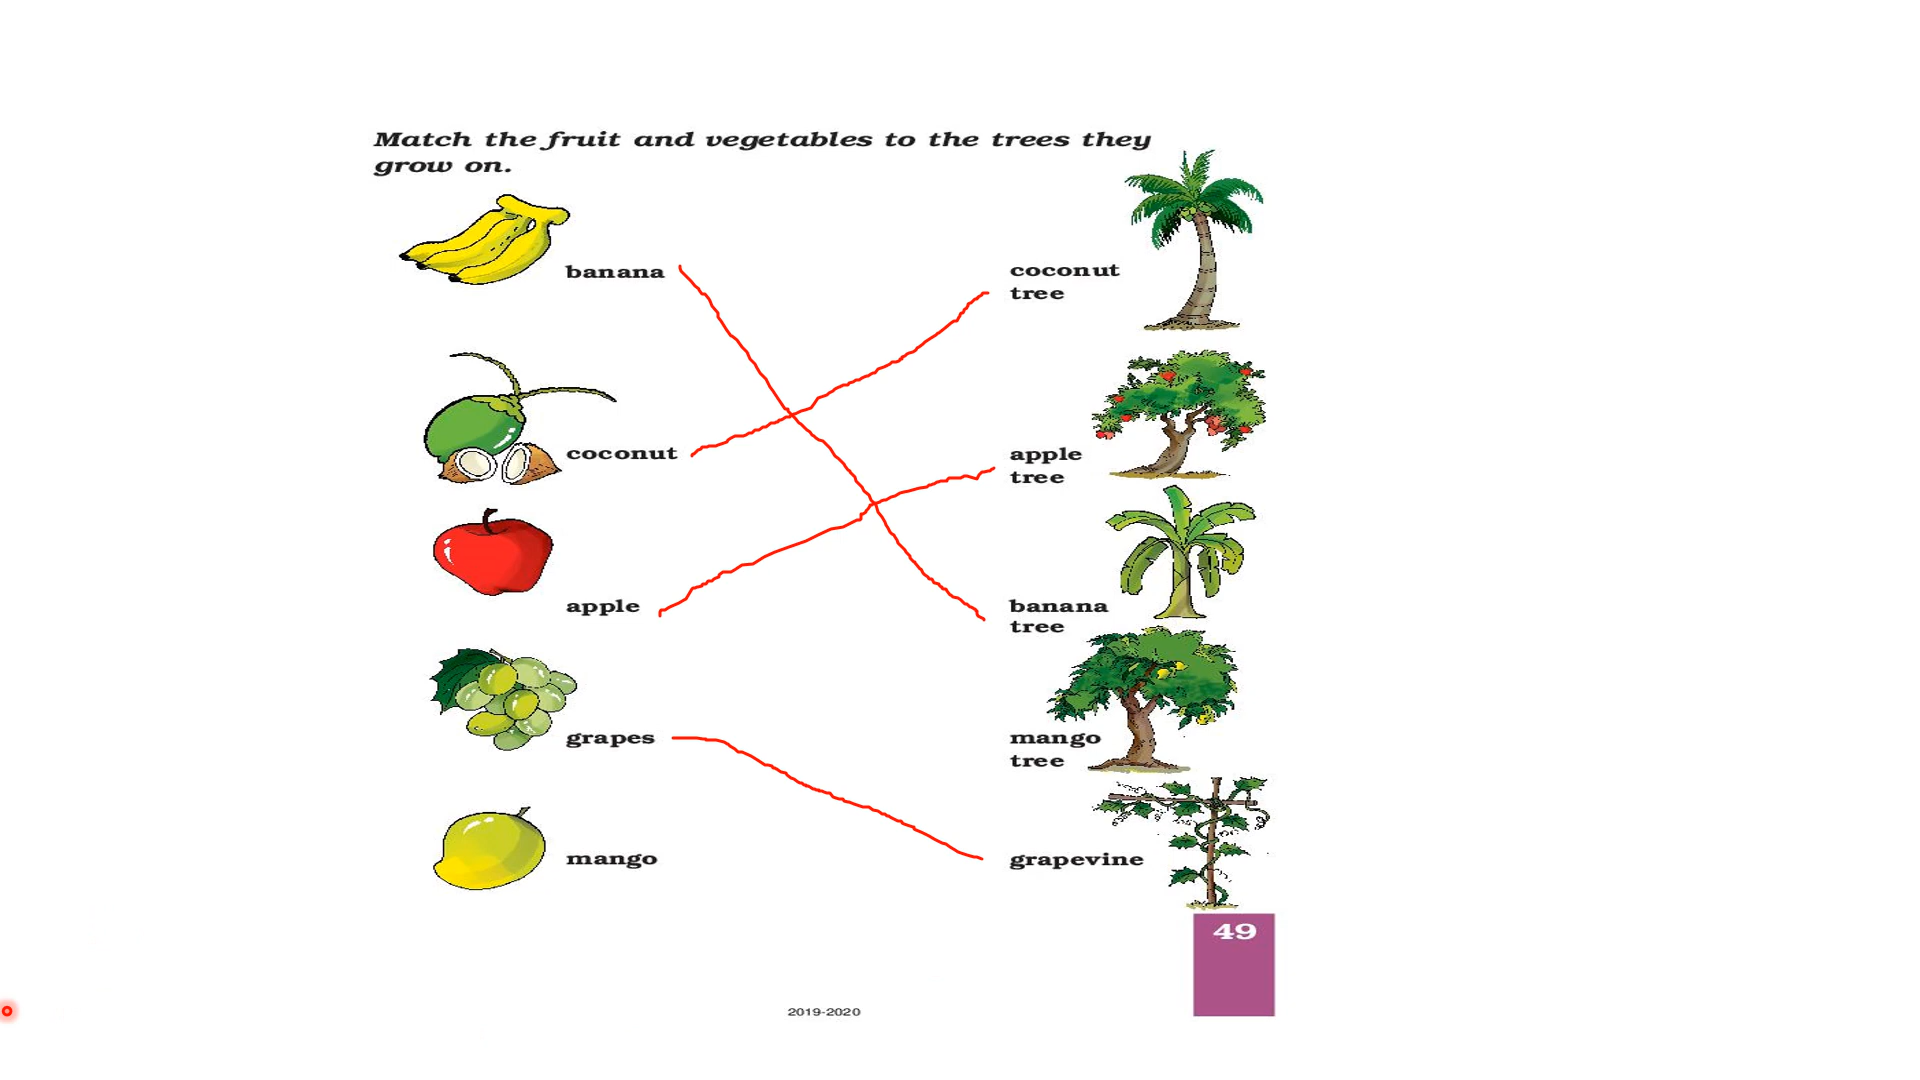 Match the fruit and vegetables to the trees they
grow on.
banana
coconut
tree
coconut
apple
tree
apple
banana
tree
grapes
mango
tree
mango
grapevine
49
2019-2020